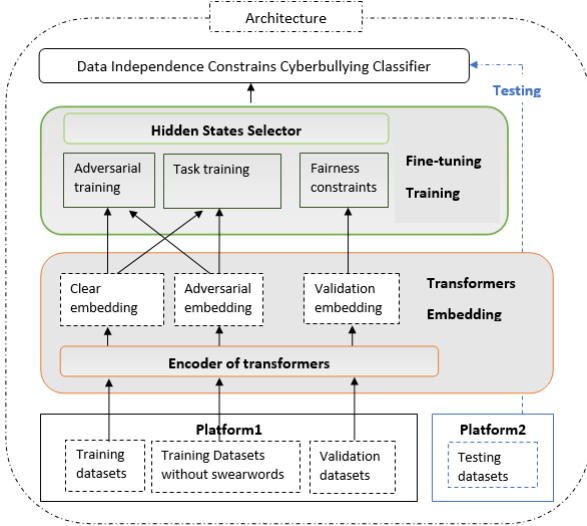 Architecture
Data Independence Constrains Cyberbullying Classifier
Testing
Hidden States Selector
Adversarial
training
Task training
Fairness
constraints
Fine-tuning
Training
Clear
embedding
Adversarial
embedding
Validation
embedding
Transformers
Embedding
Encoder of transformers
Platform1
Training
datasets
Training Datasets
without swearwords
Validation
datasets
Platform2
Testing
datasets